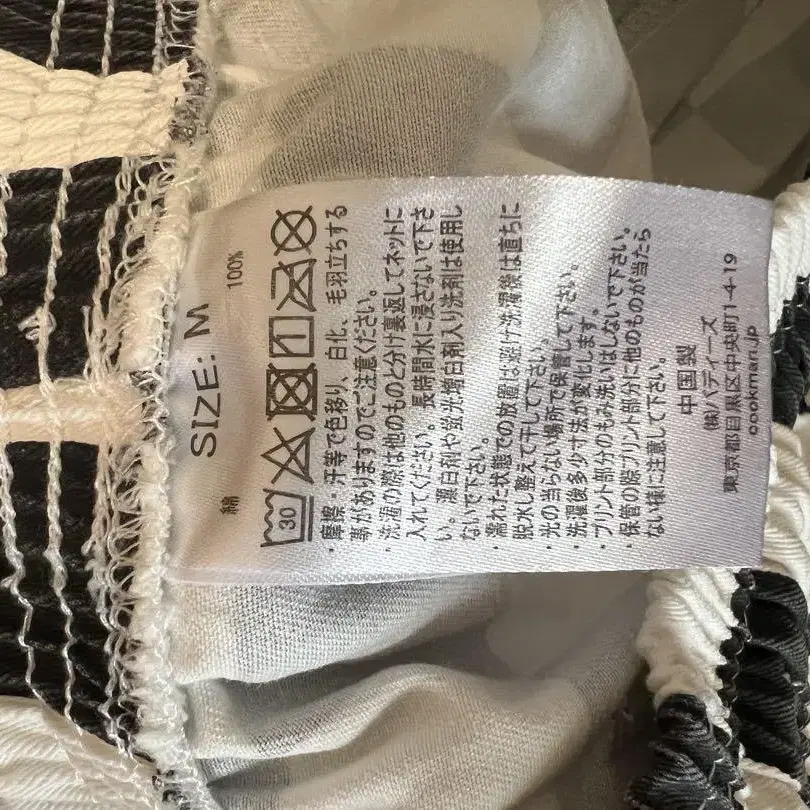 SIZE: M
綿 100%
30
・摩擦・汗等で色移り、白化、毛羽立ちする
事がありますのでご注意ください。
・洗濯の際は他のものと分け裏返してネットに
入れてください。長時間水に浸さないで下さ
い。漂白剤や蛍光増白剤入り洗剤は使用し
ないで下さい。
・濡れた状態での放置は避け洗濯後は直ちに
脱水し整えて干して下さい。
・光の当らない場所で保管して下さい。
・洗濯後多少寸法が変化します。
・プリント部分のもみ洗いはしないで下さい。
・保管の際プリント部分に他のものが当たら
ない様に注意して下さい。
中国製
(株)バディーズ
東京都目黒区中央町1-4-19
cookman.jp